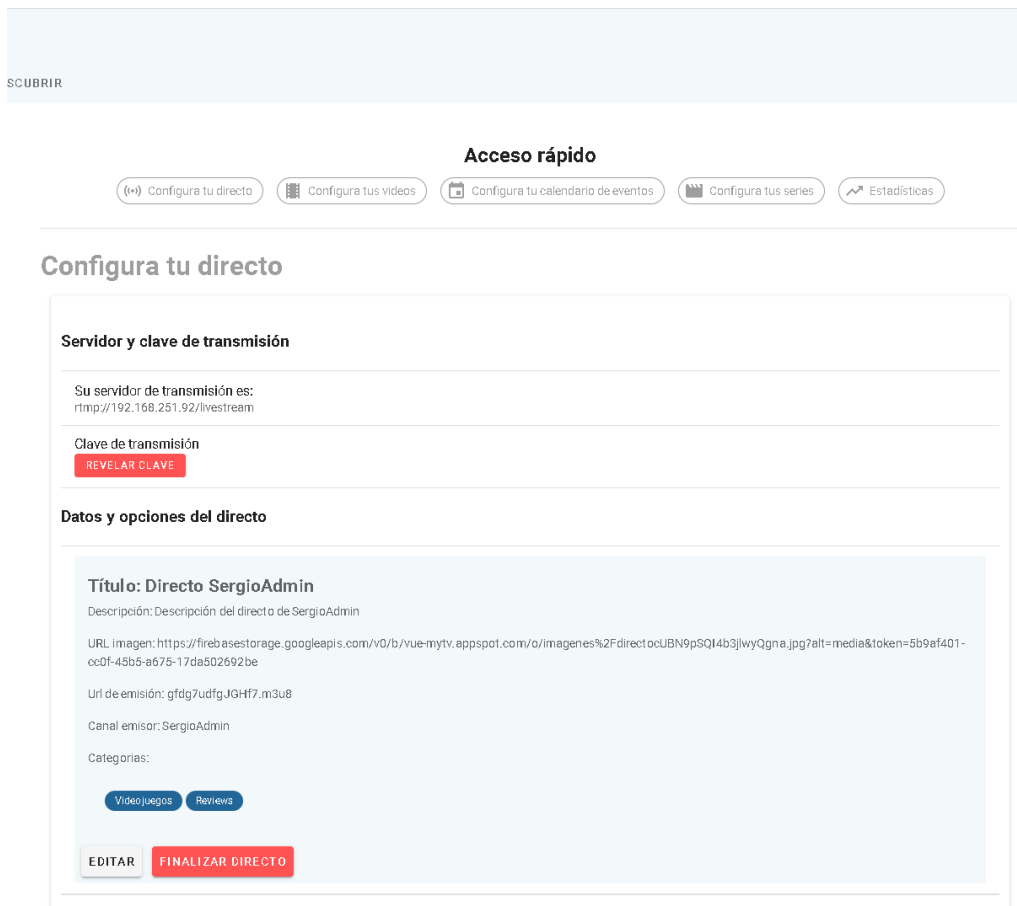 SCUBRIR
Acceso rápido
Configura tu directo
Configura tus videos
Configura tu calendario de eventos
Configura tus series
Estadísticas
Configura tu directo
Servidor y clave de transmisión
Su servidor de transmisión es:
rtmp://192.168.251.92/livestream
Clave de transmisión
REVELAR CLAVE
Datos y opciones del directo
Título: Directo SergioAdmin
Descripción: Descripción del directo de SergioAdmin
URL imagen: https://firebasestorage.googleapis.com/v0/b/vue-mytv.appspot.com/o/imagenes%2FdirectocUBN9pSQI4b3jlwyQgna.jpg?alt=media&token=5b9af401-
cc0f-45b5-a675-17da502692be
Url de emisión: gfdg7udfgJGHf7.m3u8
Canal emisor: SergioAdmin
Categorias:
Videojuegos
Reviews
EDITAR
FINALIZAR DIRECTO